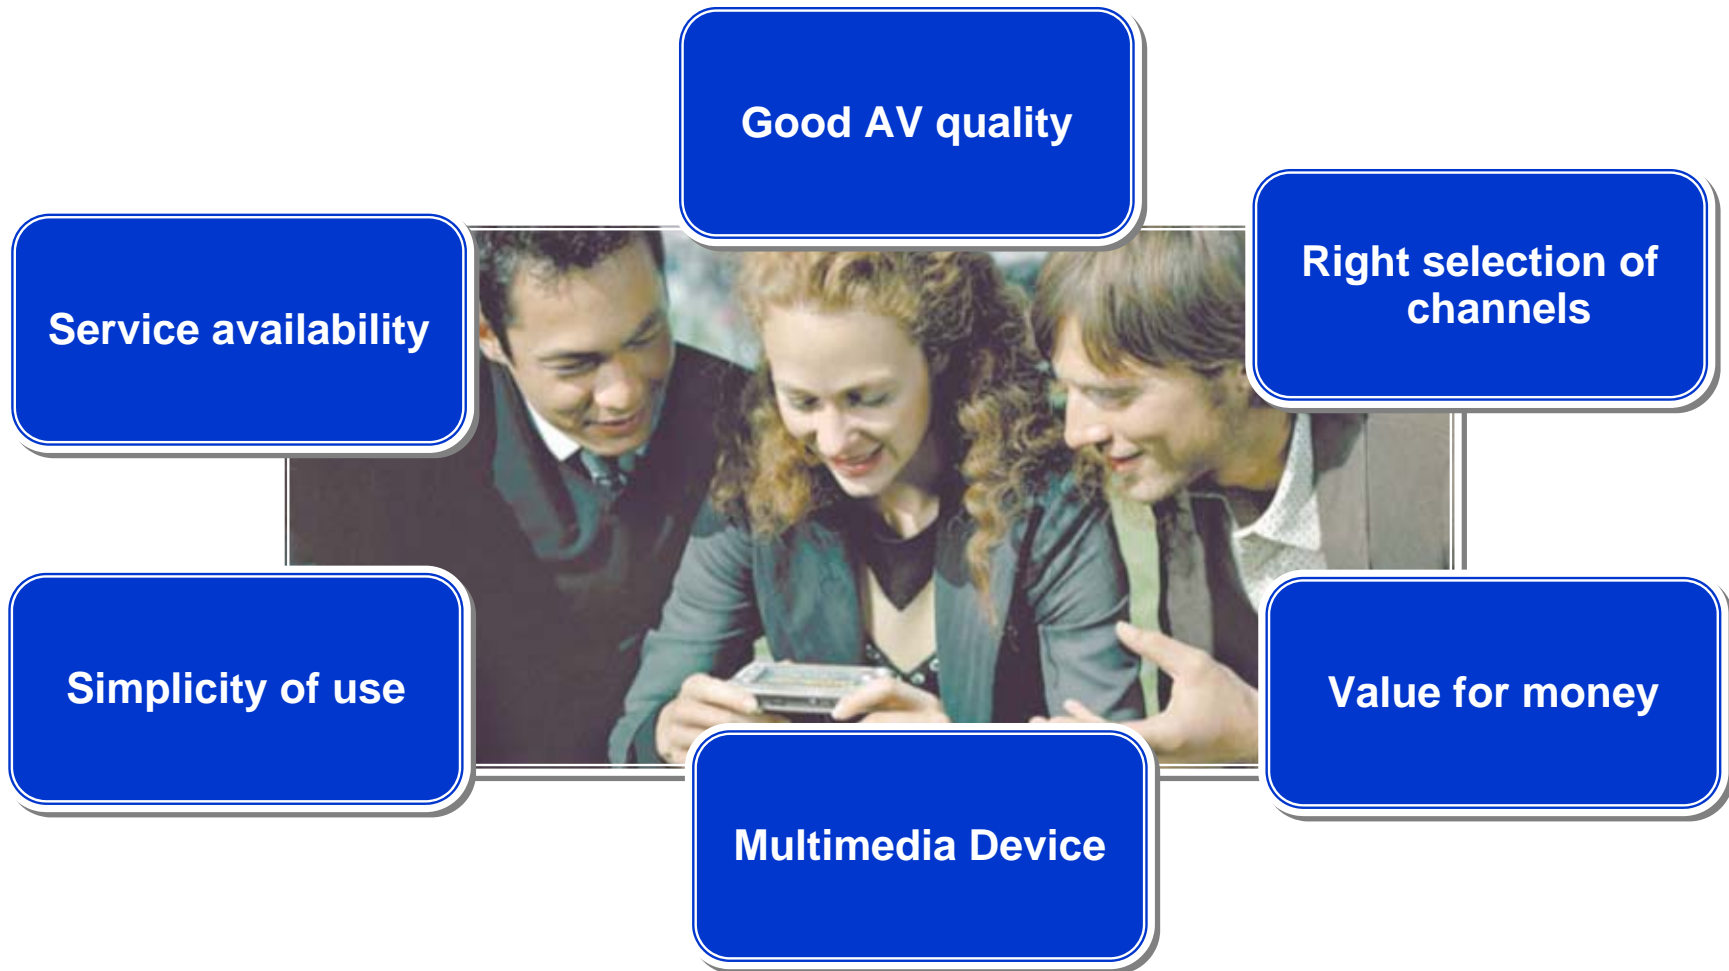 Good AV quality
Right selection of
channels
Service availability
Simplicity of use
Value for money
Multimedia Device